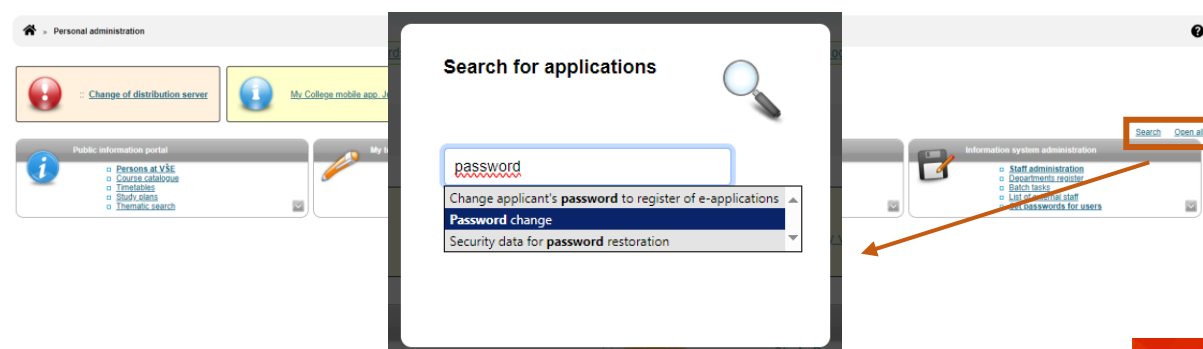 » Personal administration
:: Change of distribution server
My College mobile app.
Search Open all
Public information portal
Persons at VŠE
Course catalogue
Timetables
Study plans
Thematic search
My
Search for applications
password
Change applicant's password to register of e-applications
Password change
Security data for password restoration
Information system administration
Staff administration
Departments register
Batch tasks
List of external staff
Set passwords for users